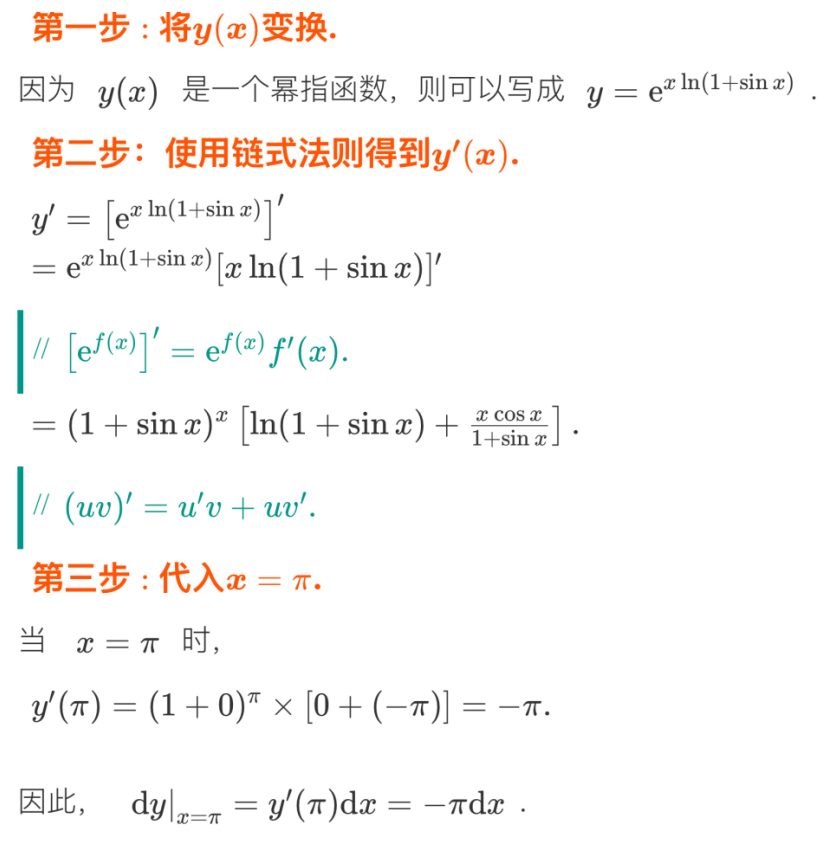 第一步 : 将y(x)变换.
因为 y(x) 是一个幂指函数，则可以写成 y = e^{x ln(1+sin x)} .
第二步：使用链式法则得到y′(x).
y′ = [e^{x ln(1+sin x)}]′
= e^{x ln(1+sin x)}[x ln(1 + sin x)]′
// [e^{f(x)}]′ = e^{f(x)} f′(x).
= (1 + sin x)^x [ln(1 + sin x) + \frac{x cos x}{1+sin x}] .
// (uv)′ = u′v + uv′.
第三步 : 代入x = π.
当 x = π 时，
y′(π) = (1 + 0)^π × [0 + (−π)] = −π.
因此， dy|_{x=π} = y′(π)dx = −πdx .